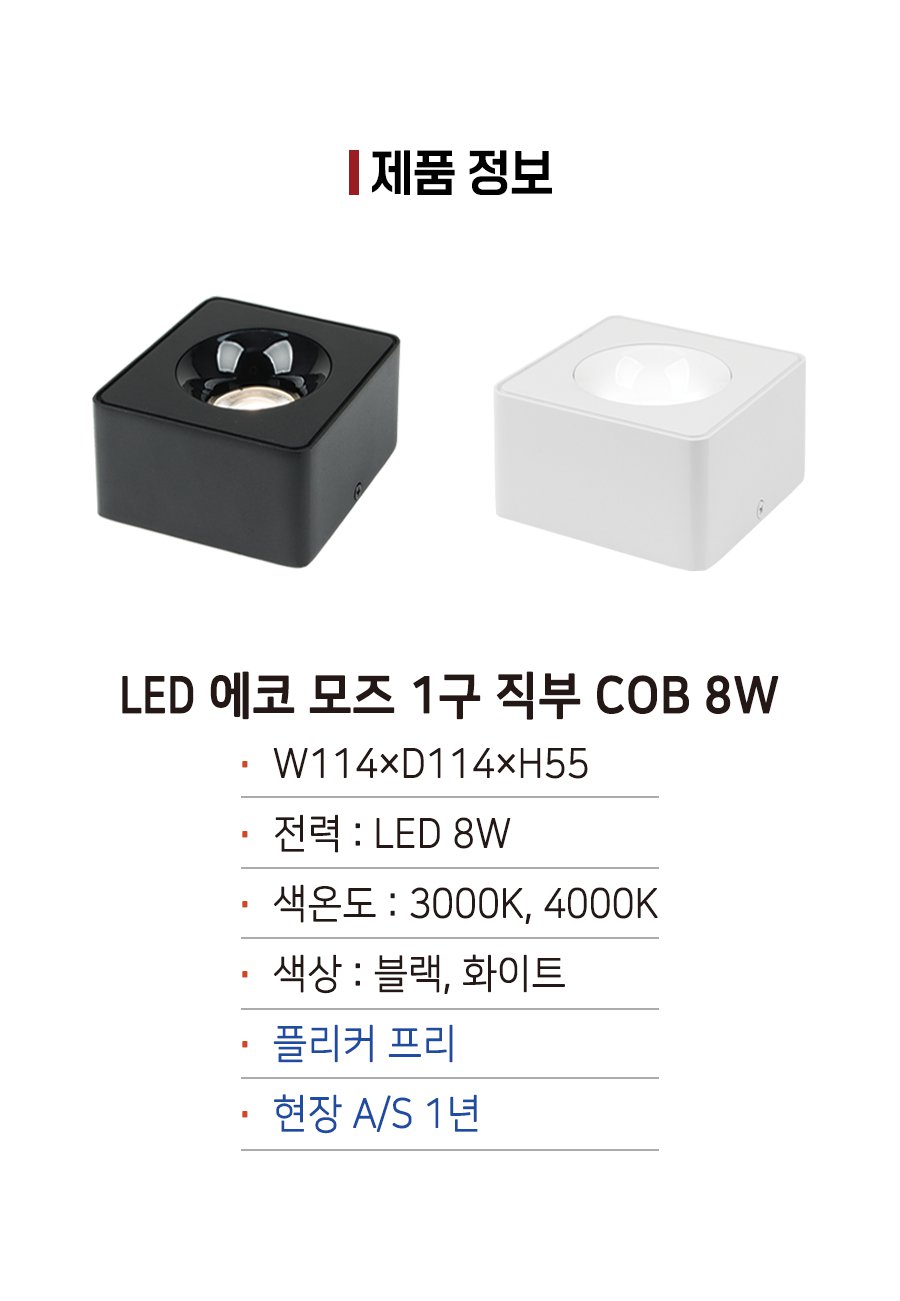 제품 정보
LED 에코 모즈 1구 직부 COB 8W
· W114×D114×H55
· 전력 : LED 8W
· 색온도 : 3000K, 4000K
· 색상 : 블랙, 화이트
· 플리커 프리
· 현장 A/S 1년